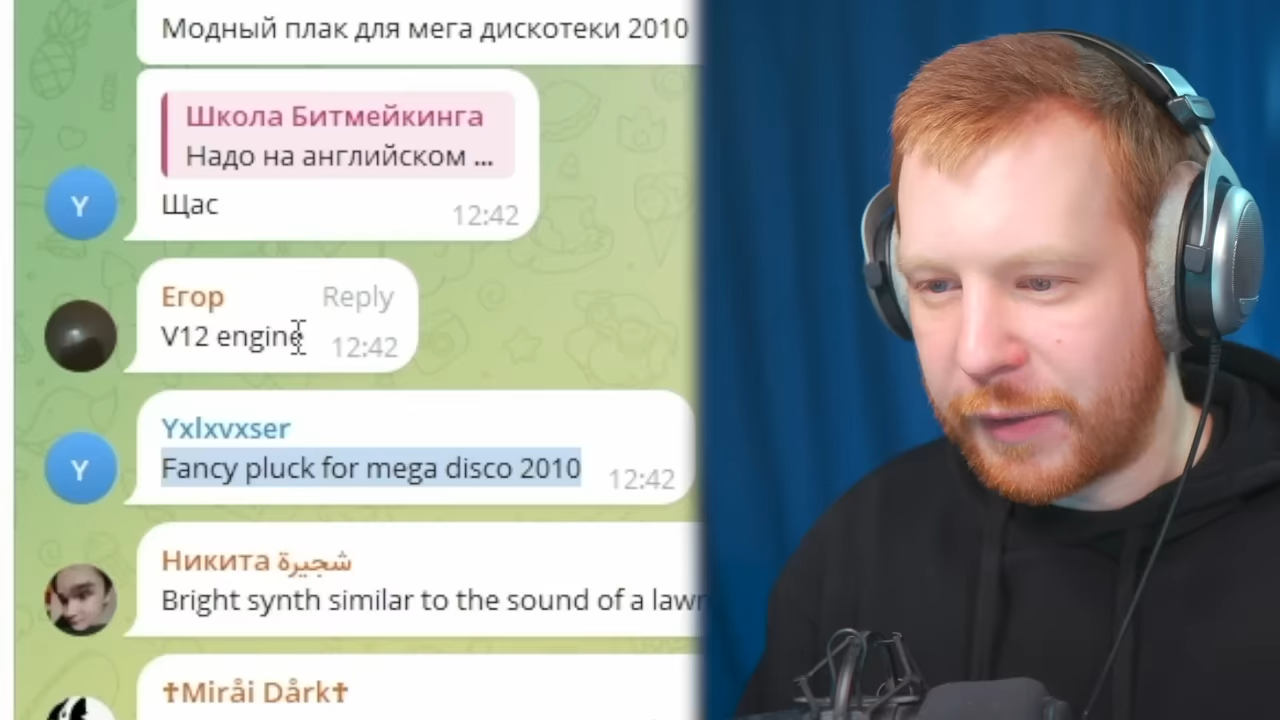 Модный плак для мега дискотеки 2010
Школа Битмейкинга
Надо на английском ...
Y
Щас
12:42
Егор
Reply
V12 engine
12:42
Yxlxvxser
Y
Fancy pluck for mega disco 2010
12:42
Никита شجيرة
Bright synth similar to the sound of a
✝Miråi Dårk✝